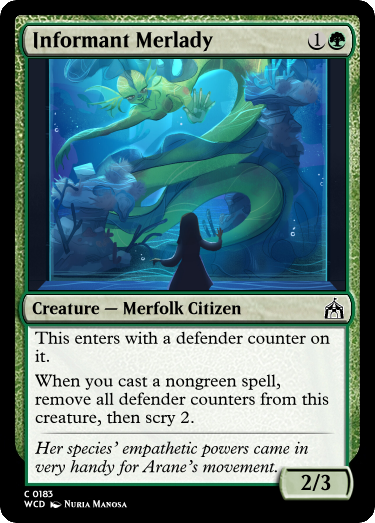 Informant Merlady 1
Creature — Merfolk Citizen
This enters with a defender counter on
it.
When you cast a nongreen spell,
remove all defender counters from this
creature, then scry 2.
Her species' empathetic powers came in
very handy for Arane's movement.
2/3
C 0183
WCD Nuria Manosa